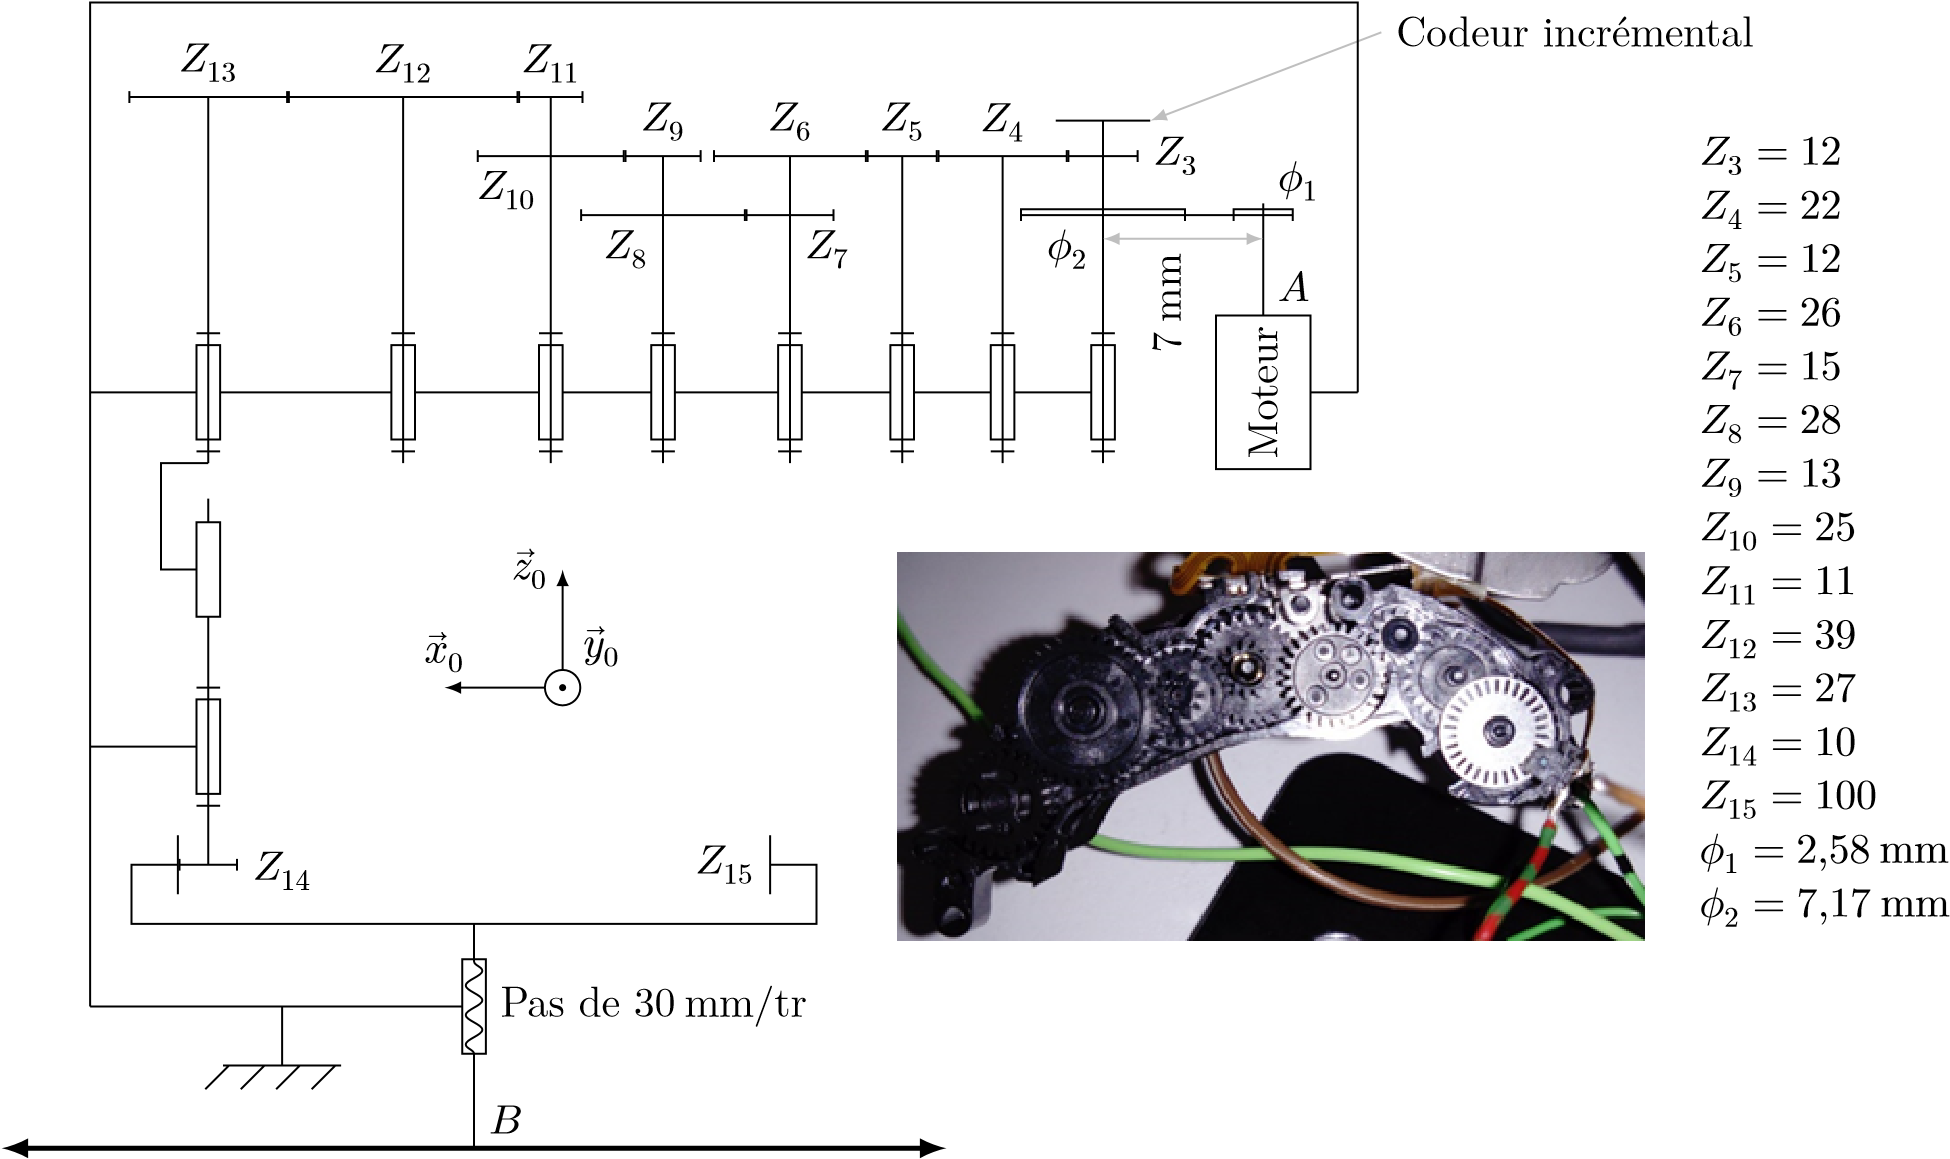 Codeur incrémental
Z₁₃
Z₁₂
Z₁₁
Z₉
Z₆
Z₅
Z₄
Z₃
Z₁₀
ϕ₁
Z₈
Z₇
ϕ₂
7 mm
A
Moteur
z⃗₀
x⃗₀
y⃗₀
Z₁₄
Z₁₅
Pas de 30 mm/tr
B
Z₃ = 12
Z₄ = 22
Z₅ = 12
Z₆ = 26
Z₇ = 15
Z₈ = 28
Z₉ = 13
Z₁₀ = 25
Z₁₁ = 11
Z₁₂ = 39
Z₁₃ = 27
Z₁₄ = 10
Z₁₅ = 100
ϕ₁ = 2,58 mm
ϕ₂ = 7,17 mm